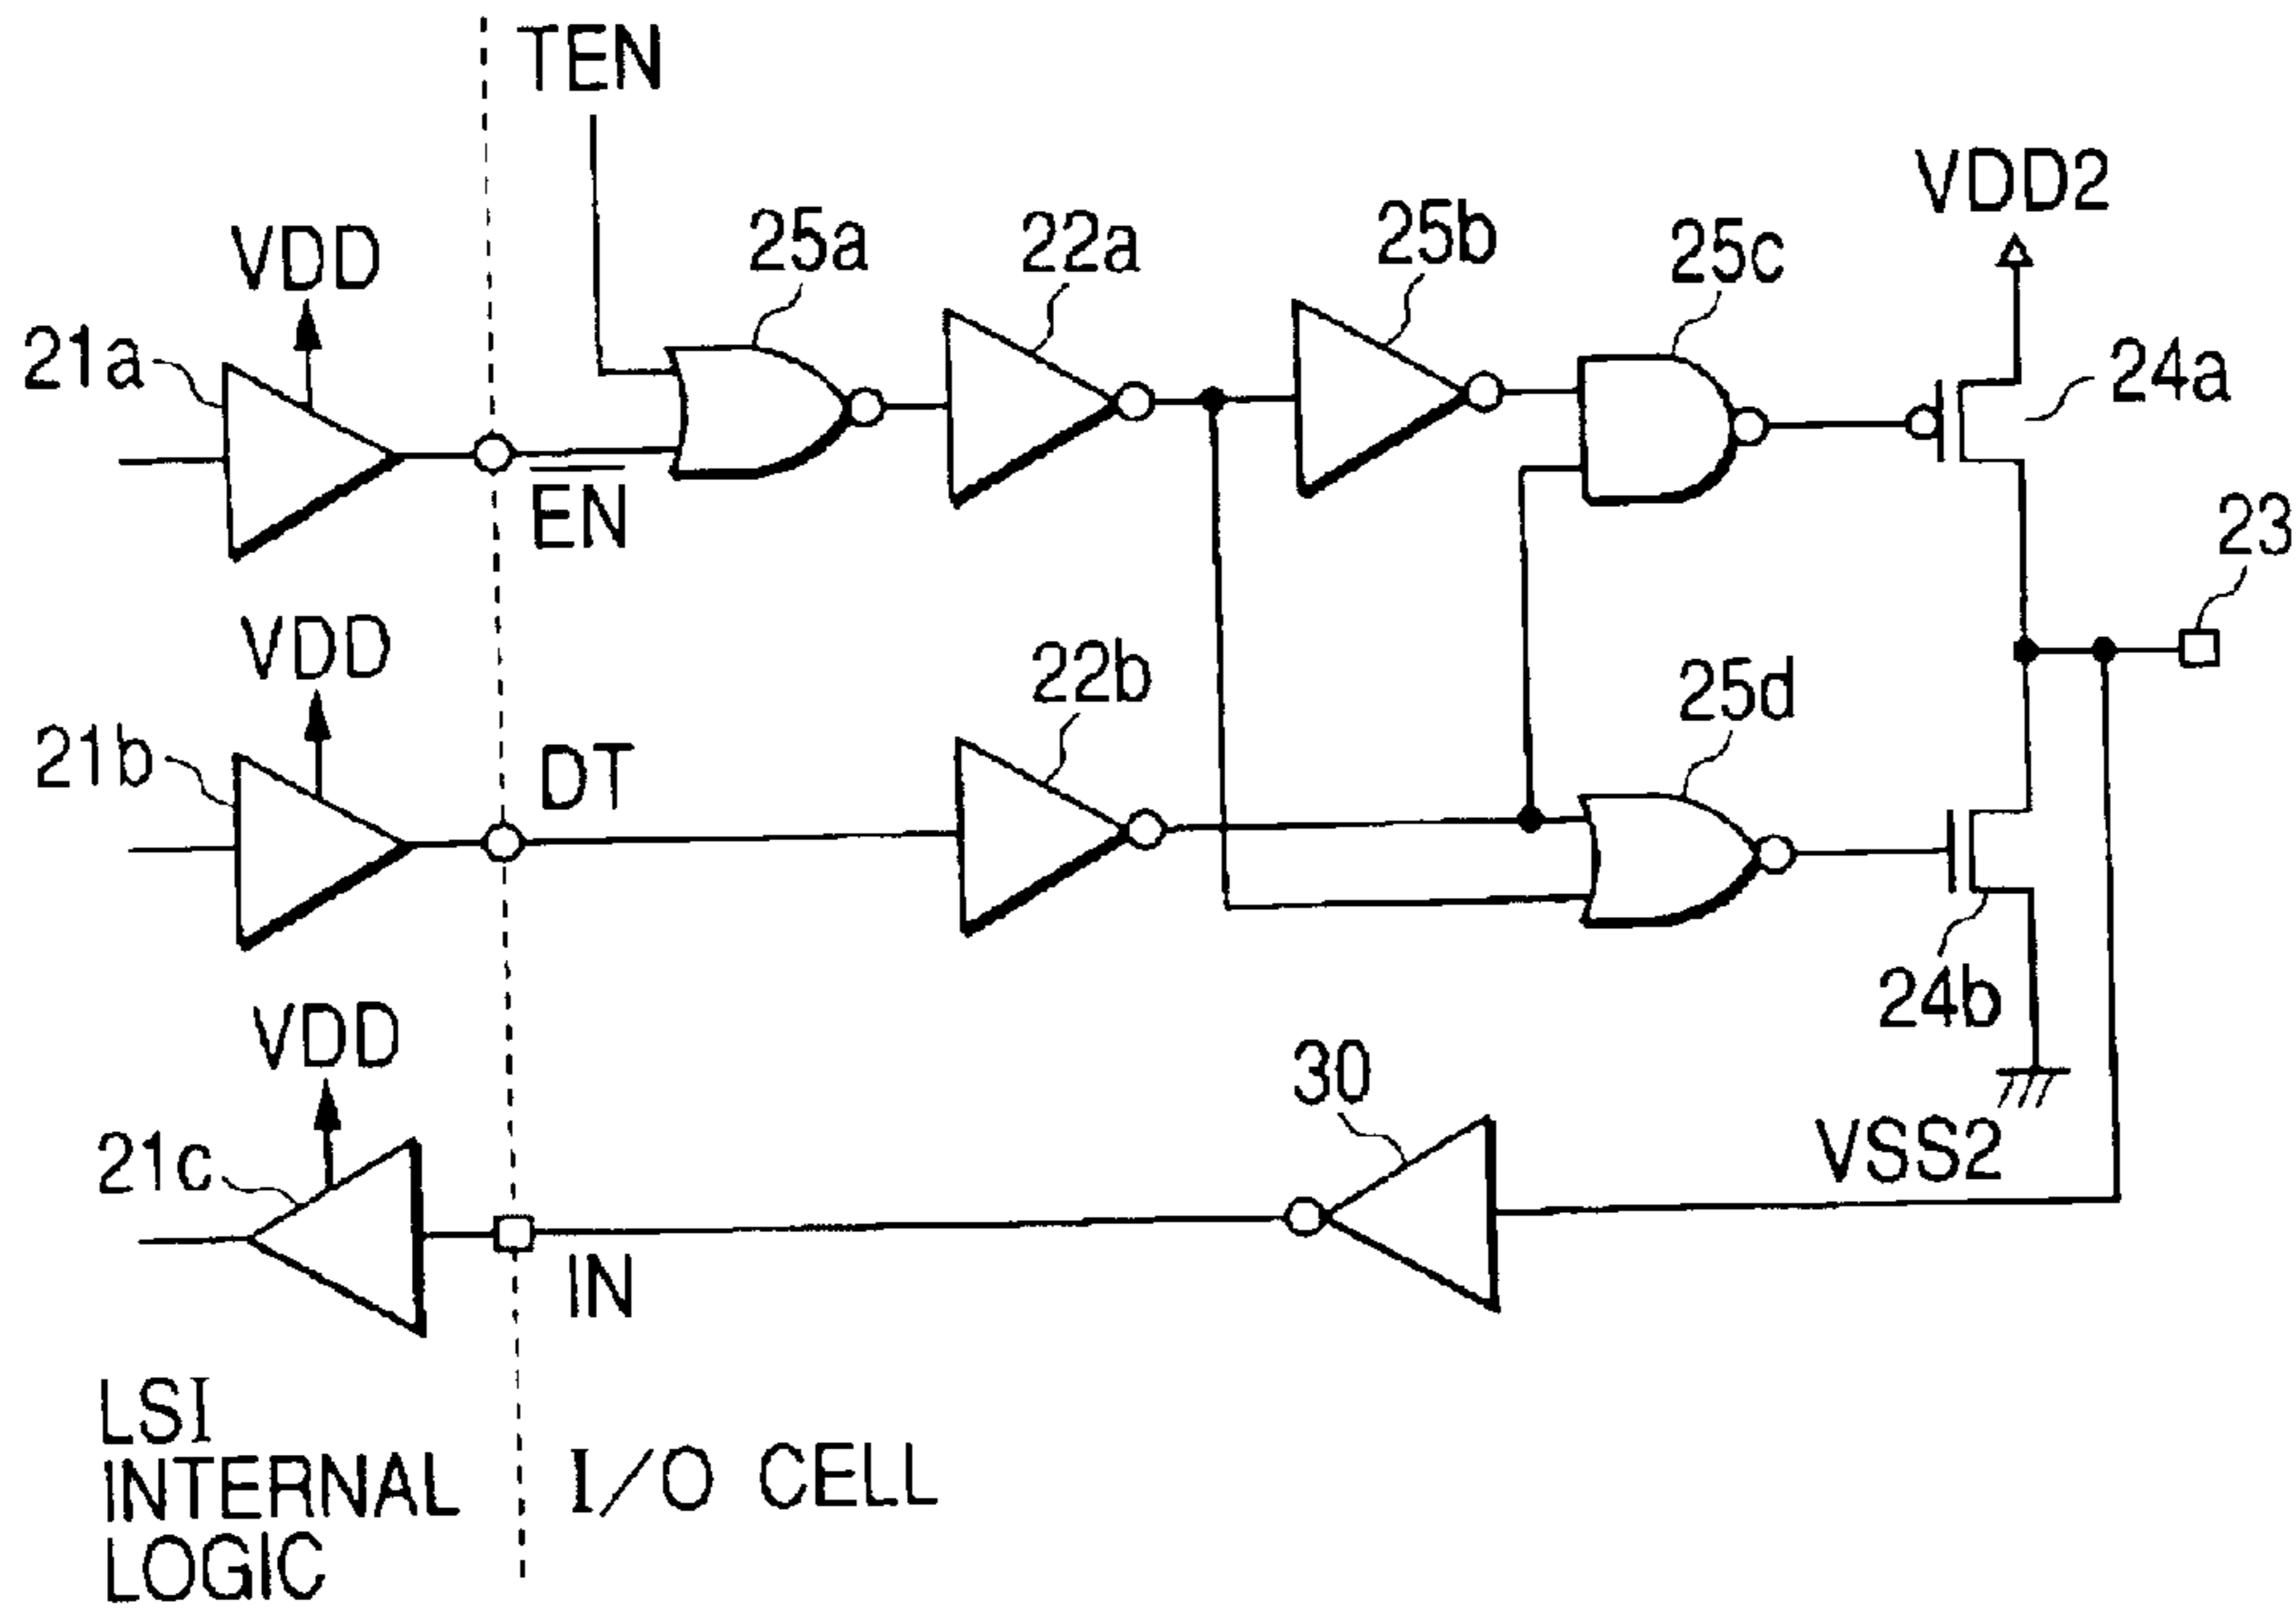 TEN
VDD2
25a
22a
25b
25c
VDD
21a
24a
EN
23
VDD
22b
25d
21b
DT
24b
VDD
30
21c
VSS2
IN
LSI
INTERNAL
LOGIC
I/O CELL